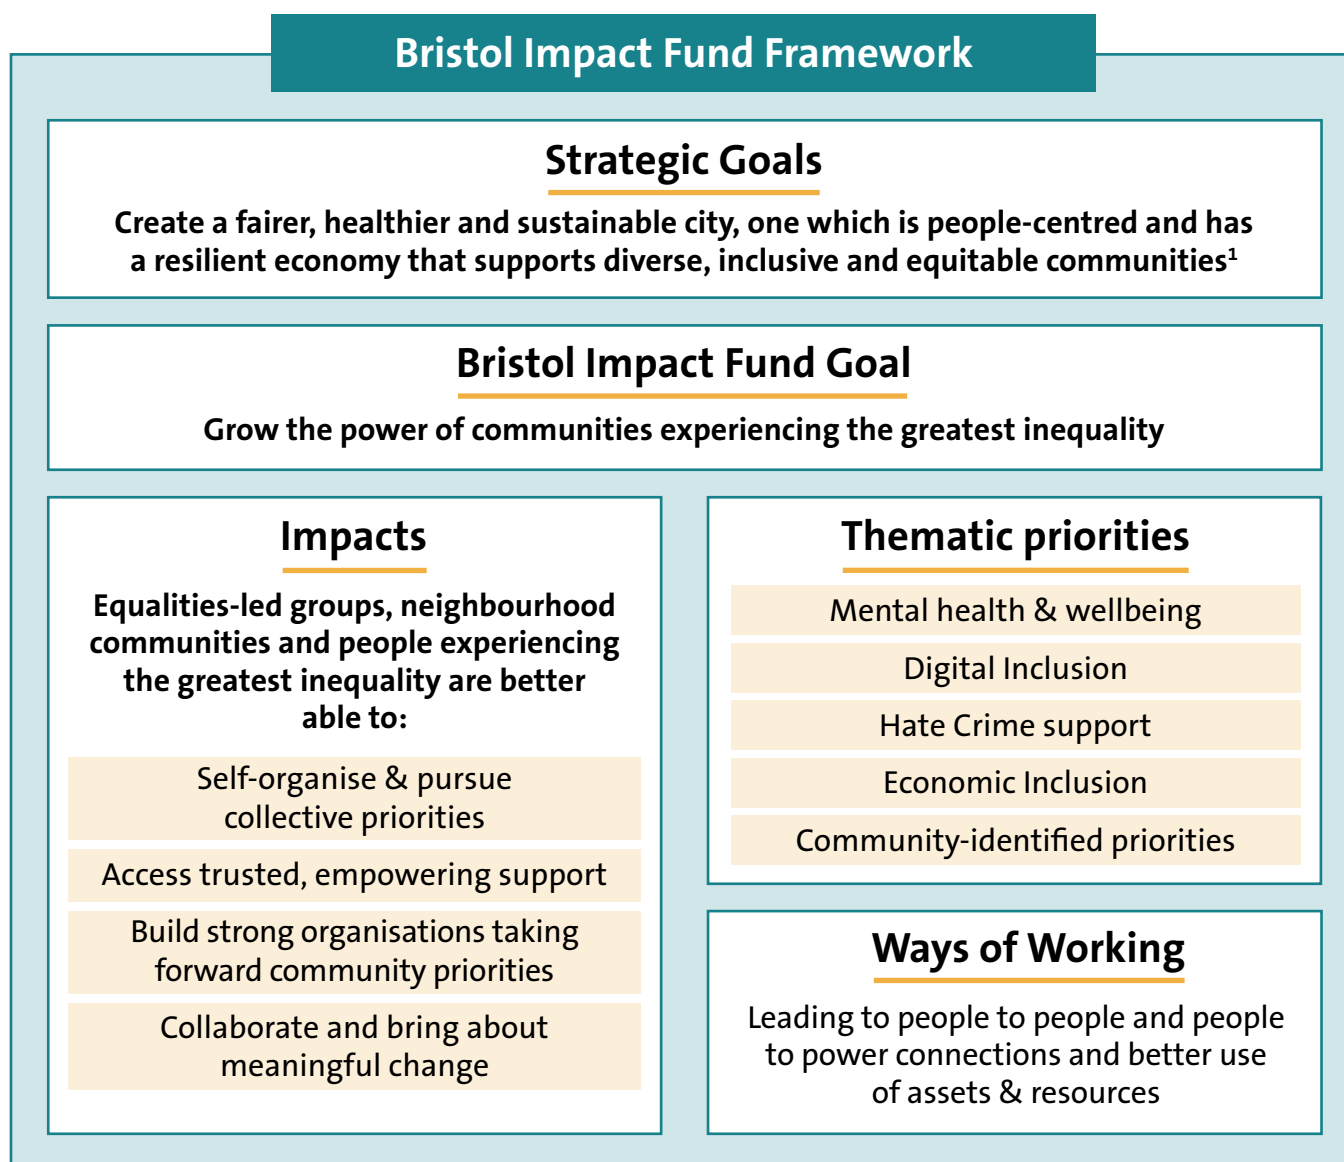 Bristol Impact Fund Framework
Strategic Goals
Create a fairer, healthier and sustainable city, one which is people-centred and has
a resilient economy that supports diverse, inclusive and equitable communities¹
Bristol Impact Fund Goal
Grow the power of communities experiencing the greatest inequality
Impacts
Equalities-led groups, neighbourhood
communities and people experiencing
the greatest inequality are better
able to:
Self-organise & pursue
collective priorities
Access trusted, empowering support
Build strong organisations taking
forward community priorities
Collaborate and bring about
meaningful change
Thematic priorities
Mental health & wellbeing
Digital Inclusion
Hate Crime support
Economic Inclusion
Community-identified priorities
Ways of Working
Leading to people to people and people
to power connections and better use
of assets & resources